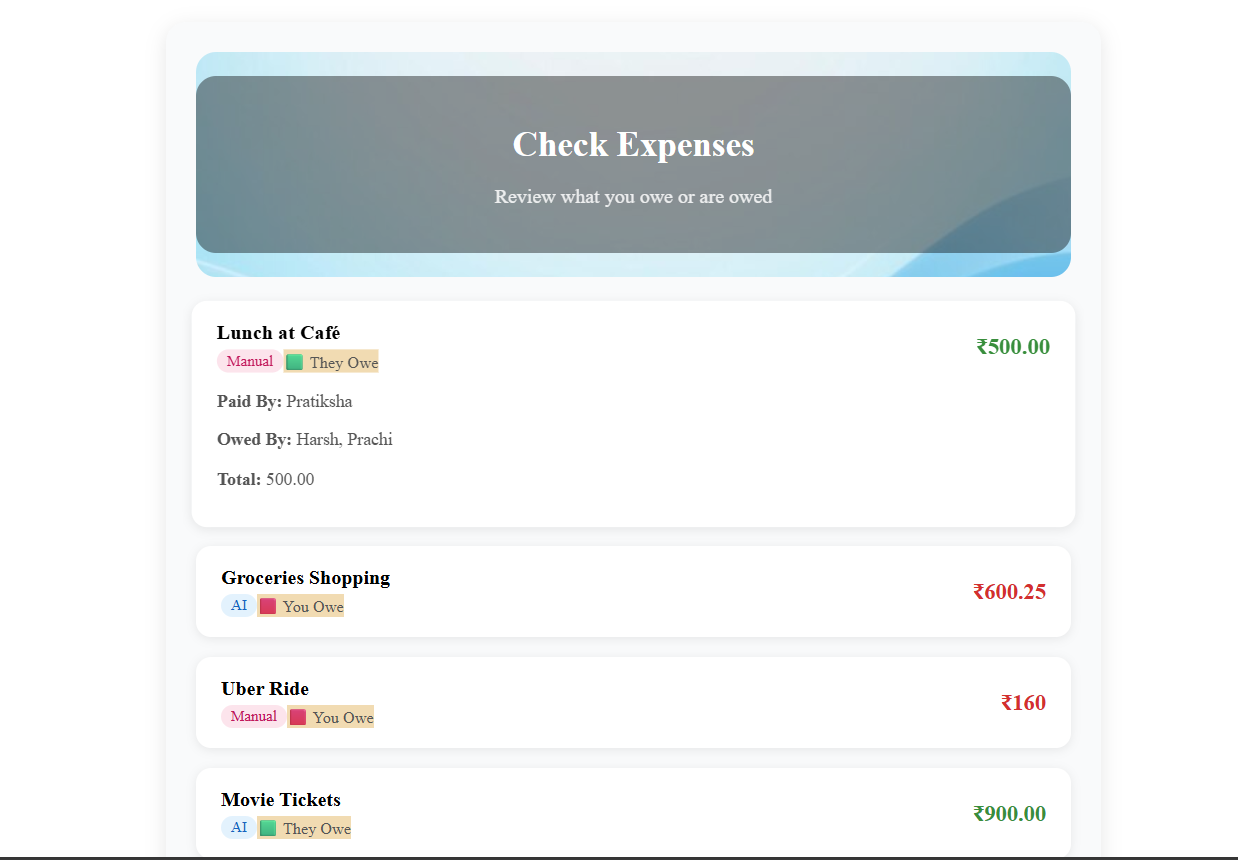 Check Expenses
Review what you owe or are owed
Lunch at Café
₹500.00
Manual They Owe
Paid By: Pratiksha
Owed By: Harsh, Prachi
Total: 500.00
Groceries Shopping
₹600.25
AI You Owe
Uber Ride
₹160
Manual You Owe
Movie Tickets
₹900.00
AI They Owe